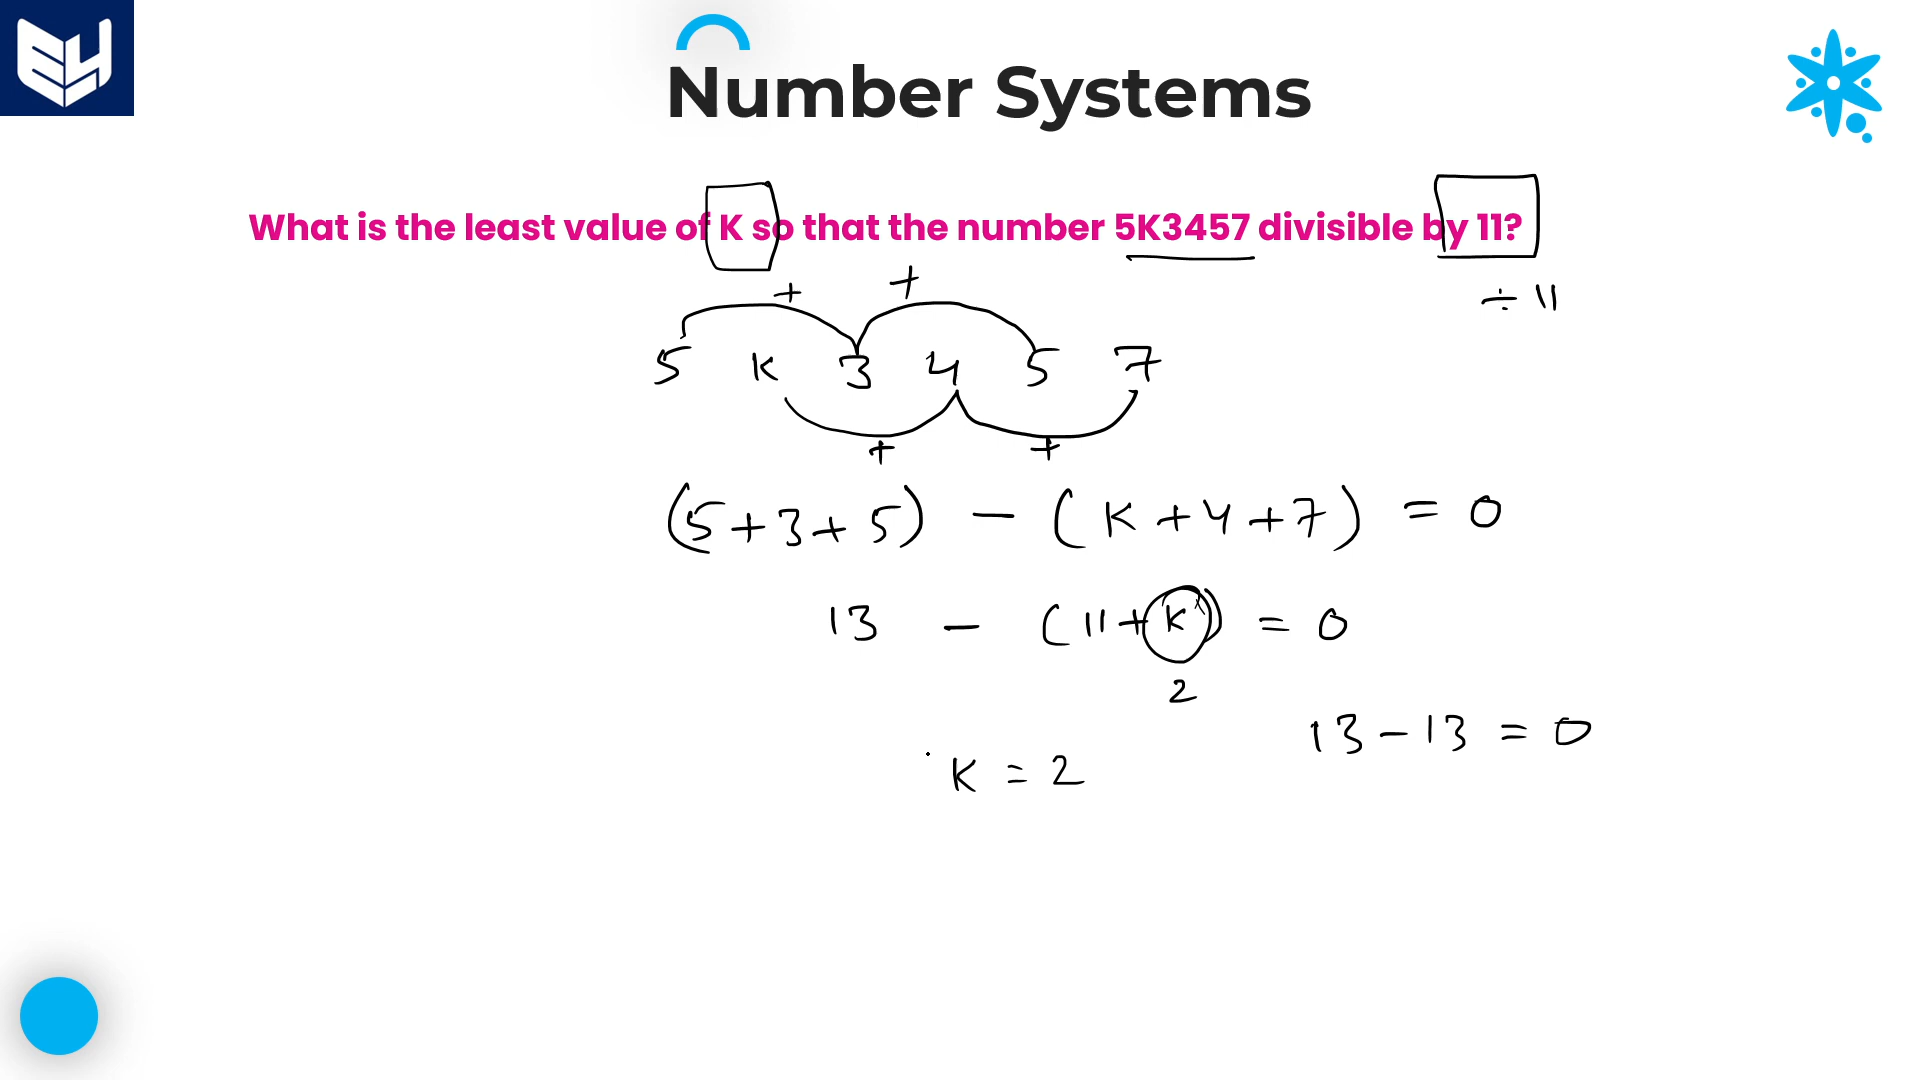 Number Systems
What is the least value of K so that the number 5K3457 divisible by 11?
+ +
÷ 11
5 K 3 4 5 7
+ +
(5+3+5) − (K+4+7) = 0
13 − (11+K) = 0
2
13 − 13 = 0
K = 2